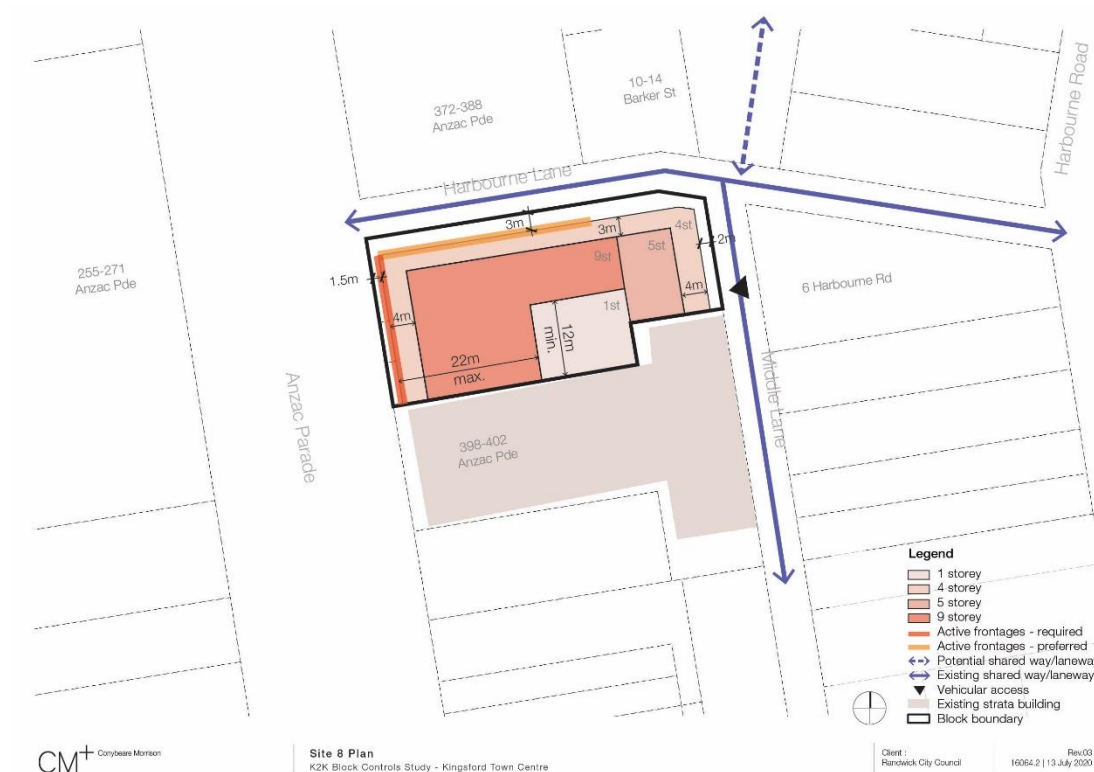 Harbourne Road
10-14
Barker St
372-388
Anzac Pde
Harbourne Lane
3m
3m
4st
2m
5st
9st
1.5m
255-271
Anzac Pde
6 Harbourne Rd
4m
4m
1st
12m
min.
22m
max.
Middle Lane
Anzac Parade
398-402
Anzac Pde
Legend
1 storey
4 storey
5 storey
9 storey
Active frontages - required
Active frontages - preferred
Potential shared way/laneway
Existing shared way/laneway
Vehicular access
Existing strata building
Block boundary
CM+ Conybeare Morrison
Site 8 Plan
K2K Block Controls Study - Kingsford Town Centre
Client :
Randwick City Council
Rev.03
16064.2 | 13 July 2020